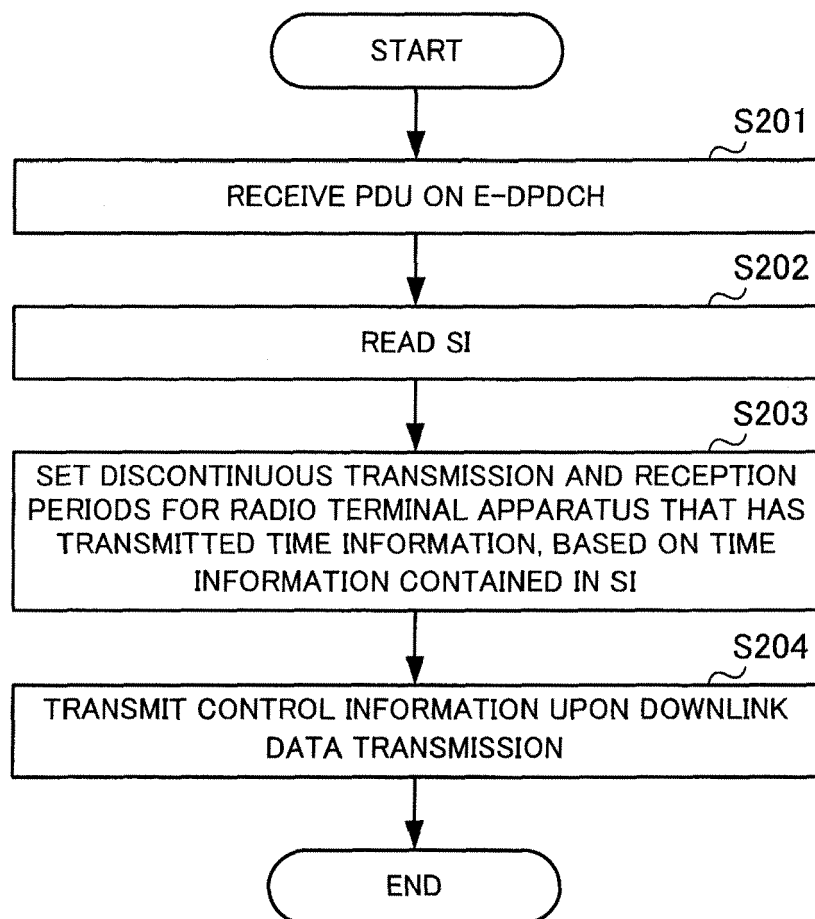 START
S201
RECEIVE PDU ON E-DPDCH
S202
READ SI
S203
SET DISCONTINUOUS TRANSMISSION AND RECEPTION
PERIODS FOR RADIO TERMINAL APPARATUS THAT HAS
TRANSMITTED TIME INFORMATION, BASED ON TIME
INFORMATION CONTAINED IN SI
S204
TRANSMIT CONTROL INFORMATION UPON DOWNLINK
DATA TRANSMISSION
END